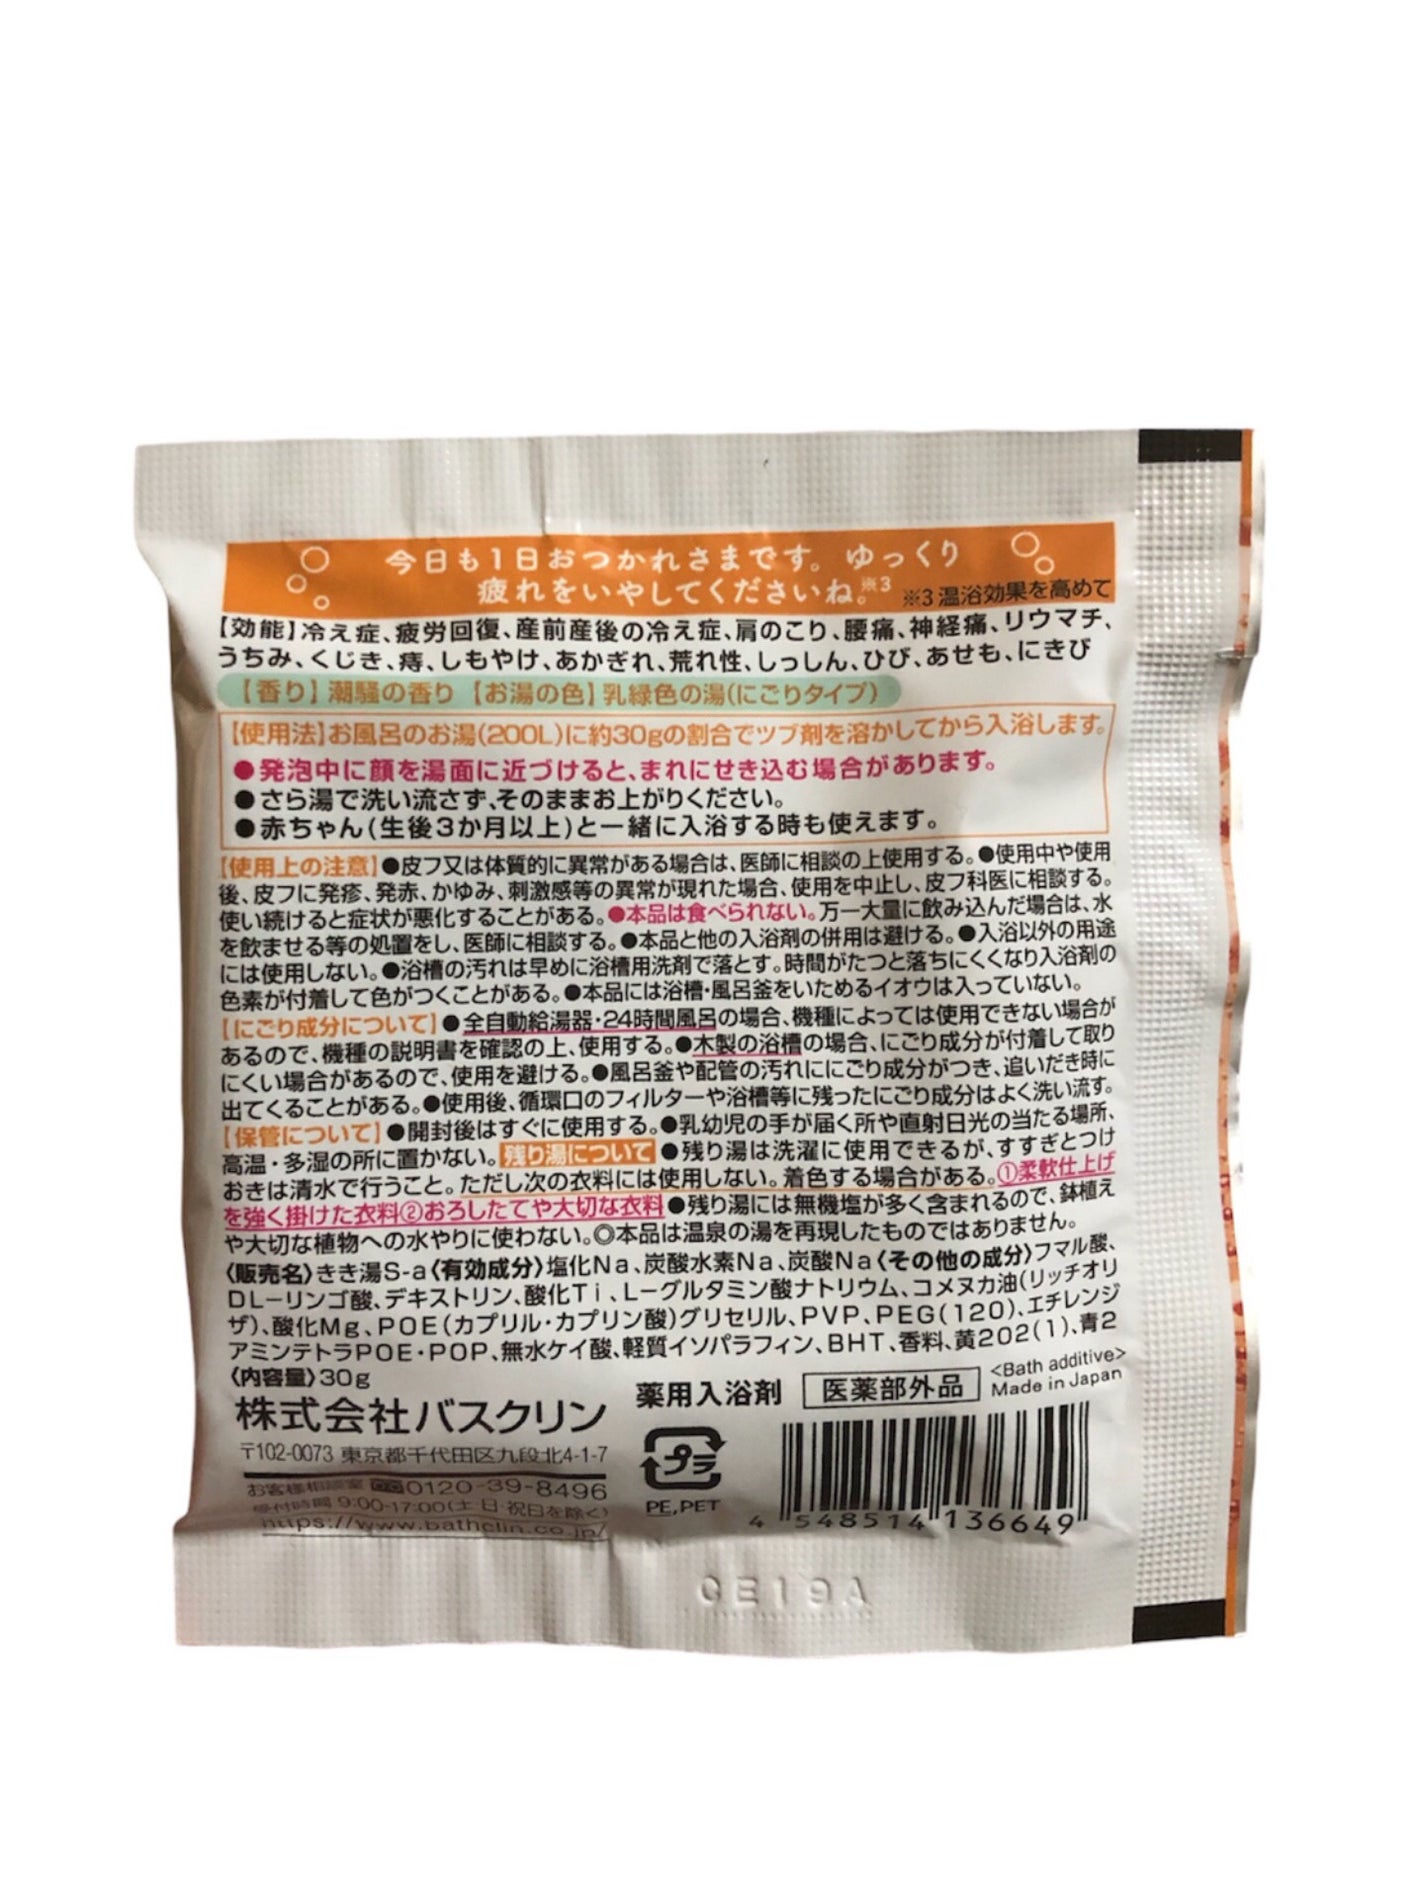 今日も1日おつかれさまです。ゆっくり
疲れをいやしてくださいね。※3 ※3 温浴効果を高めて
【効能】冷え症、疲労回復、産前産後の冷え症、肩のこり、腰痛、神経痛、リウマチ、
うちみ、くじき、痔、しもやけ、あかぎれ、荒れ性、しっしん、ひび、あせも、にきび
【香り】潮騒の香り 【お湯の色】乳緑色の湯(にごりタイプ)
【使用法】お風呂のお湯(200L)に約30gの割合でツブ剤を溶かしてから入浴します。
●発泡中に顔を湯面に近づけると、まれにせき込む場合があります。
●さら湯で洗い流さず、そのままお上がりください。
●赤ちゃん(生後3か月以上)と一緒に入浴する時も使えます。
【使用上の注意】●皮フ又は体質的に異常がある場合は、医師に相談の上使用する。●使用中や使用
後、皮フに発疹、発赤、かゆみ、刺激感等の異常が現れた場合、使用を中止し、皮フ科医に相談する。
使い続けると症状が悪化することがある。●本品は食べられない。万一大量に飲み込んだ場合は、水
を飲ませる等の処置をし、医師に相談する。●本品と他の入浴剤の併用は避ける。●入浴以外の用途
には使用しない。●浴槽の汚れは早めに浴槽用洗剤で落とす。時間がたつと落ちにくくなり入浴剤の
色素が付着して色がつくことがある。●本品には浴槽・風呂釜をいためるイオウは入っていない。
【にごり成分について】●全自動給湯器・24時間風呂の場合、機種によっては使用できない場合が
あるので、機種の説明書を確認の上、使用する。●木製の浴槽の場合、にごり成分が付着して取り
にくい場合があるので、使用を避ける。●風呂釜や配管の汚れににごり成分がつき、追いだき時に
出てくることがある。●使用後、循環口のフィルターや浴槽等に残ったにごり成分はよく洗い流す。
【保管について】●開封後はすぐに使用する。●乳幼児の手が届く所や直射日光の当たる場所、
高温・多湿の所に置かない。残り湯について ●残り湯は洗濯に使用できるが、すすぎとつけ
おきは清水で行うこと。ただし次の衣料には使用しない。着色する場合がある。①柔軟仕上げ
を強く掛けた衣料②おろしたてや大切な衣料●残り湯には無機塩が多く含まれるので、鉢植え
や大切な植物への水やりに使わない。◎本品は温泉の湯を再現したものではありません。
〈販売名〉きき湯S-a〈有効成分〉塩化Na、炭酸水素Na、炭酸Na〈その他の成分〉フマル酸、
DL-リンゴ酸、デキストリン、酸化Ti、L-グルタミン酸ナトリウム、コメヌカ油(リッチオリ
ザ)、酸化Mg、POE(カプリル・カプリン酸)グリセリル、PVP、PEG(120)、エチレンジ
アミンテトラPOE・POP、無水ケイ酸、軽質イソパラフィン、BHT、香料、黄202(1)、青2
〈内容量〉30g
薬用入浴剤 医薬部外品 <Bath additive>
Made in Japan
株式会社バスクリン
〒102-0073 東京都千代田区九段北4-1-7
お客様相談室 0120-39-8496
受付時間 9:00-17:00(土・日・祝日を除く)
https://www.bathclin.co.jp/
プラ
PE,PET
4 548514 136649
CE19A